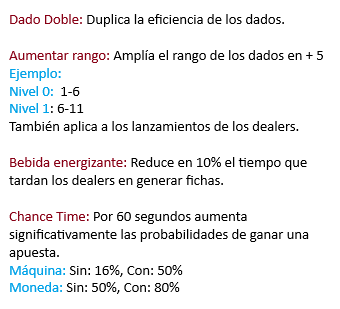 Dado Doble: Duplica la eficiencia de los dados.
Aumentar rango: Amplía el rango de los dados en + 5
Ejemplo:
Nivel 0: 1-6
Nivel 1: 6-11
También aplica a los lanzamientos de los dealers.
Bebida energizante: Reduce en 10% el tiempo que
tardan los dealers en generar fichas.
Chance Time: Por 60 segundos aumenta
significativamente las probabilidades de ganar una
apuesta.
Máquina: Sin: 16%, Con: 50%
Moneda: Sin: 50%, Con: 80%